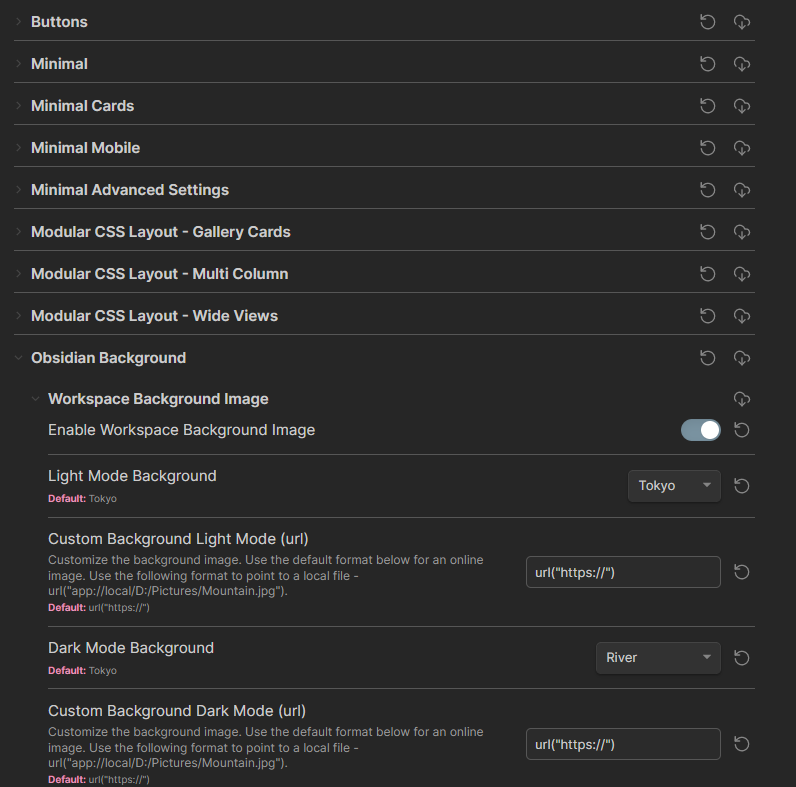 Buttons
Minimal
Minimal Cards
Minimal Mobile
Minimal Advanced Settings
Modular CSS Layout - Gallery Cards
Modular CSS Layout - Multi Column
Modular CSS Layout - Wide Views
Obsidian Background
Workspace Background Image
Enable Workspace Background Image
Light Mode Background
Default: Tokyo
Tokyo
Custom Background Light Mode (url)
Customize the background image. Use the default format below for an online
image. Use the following format to point to a local file -
url("app://local/D:/Pictures/Mountain.jpg").
Default: url("https://")
url("https://")
Dark Mode Background
Default: Tokyo
River
Custom Background Dark Mode (url)
Customize the background image. Use the default format below for an online
image. Use the following format to point to a local file -
url("app://local/D:/Pictures/Mountain.jpg").
Default: url("https://")
url("https://")